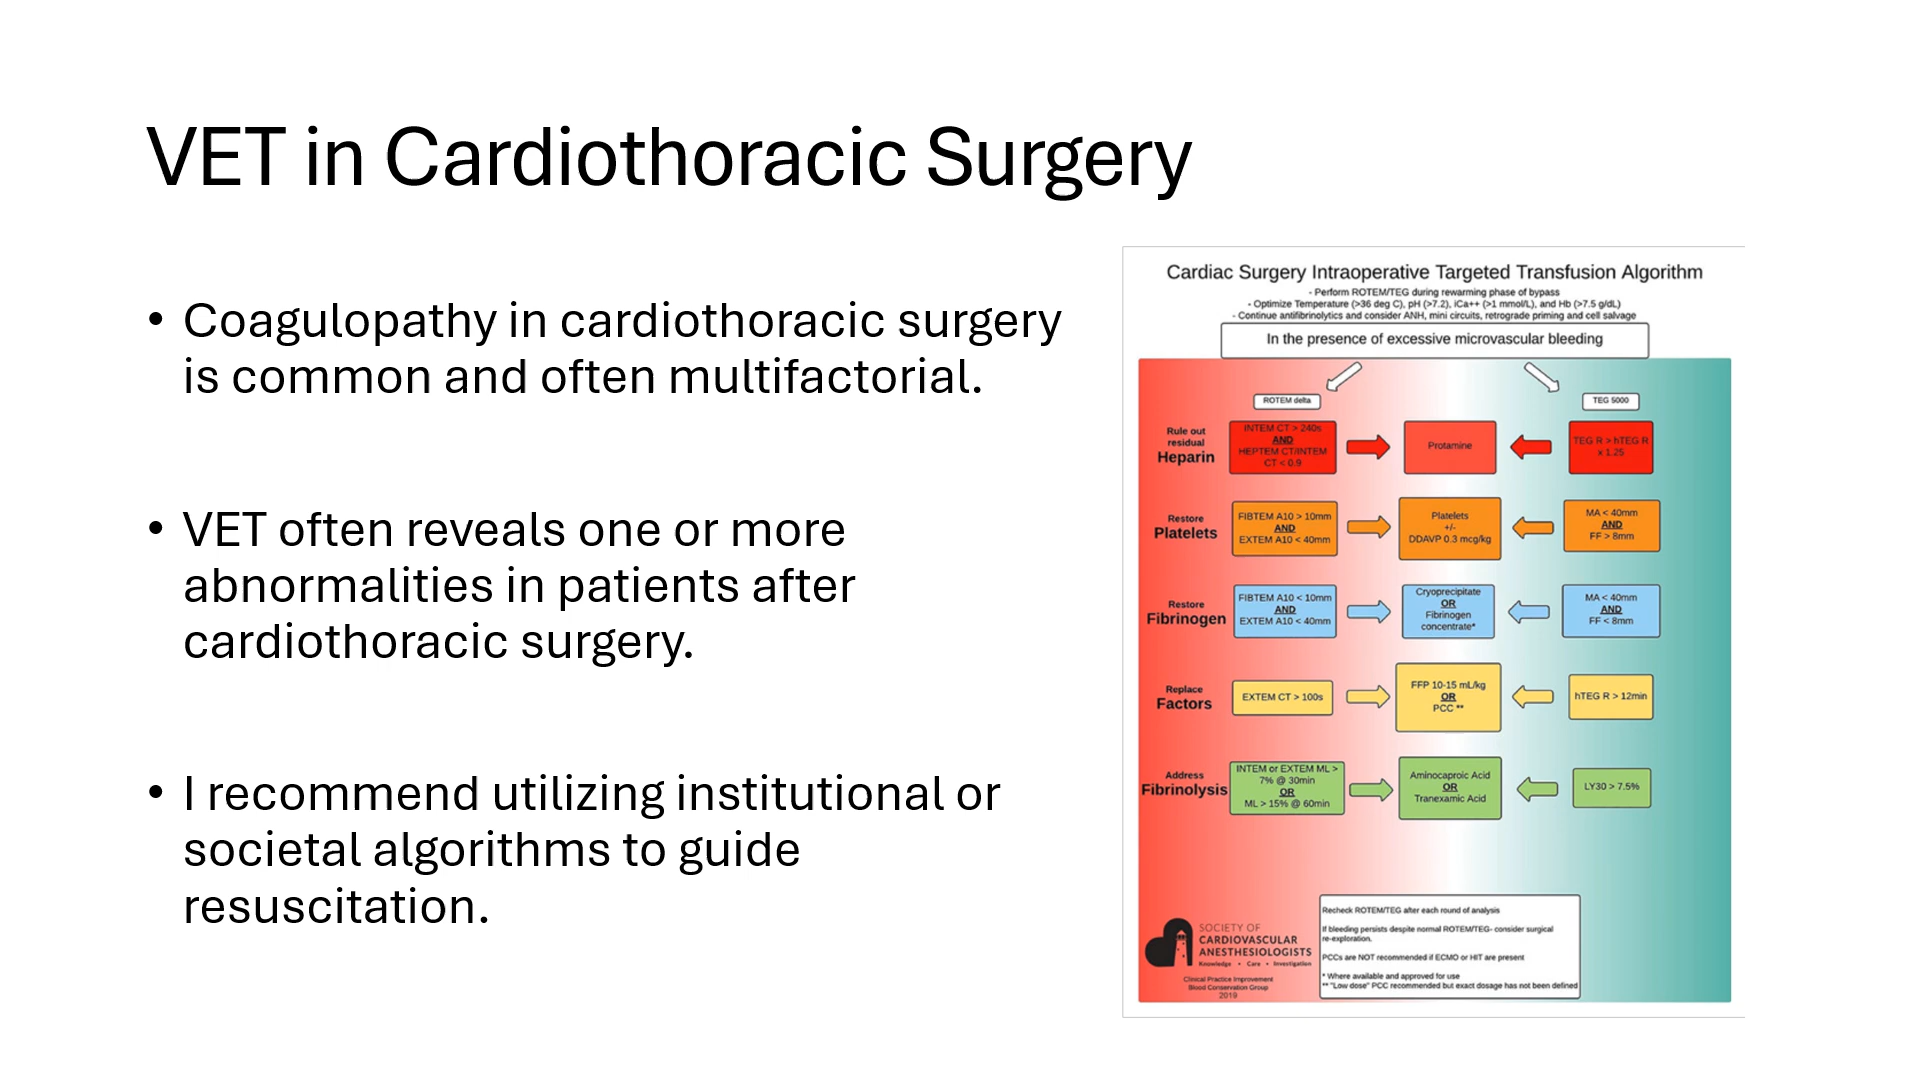 VET in Cardiothoracic Surgery
• Coagulopathy in cardiothoracic surgery
is common and often multifactorial.
• VET often reveals one or more
abnormalities in patients after
cardiothoracic surgery.
• I recommend utilizing institutional or
societal algorithms to guide
resuscitation.
Cardiac Surgery Intraoperative Targeted Transfusion Algorithm
- Perform ROTEM/TEG during rewarming phase of bypass
- Optimize Temperature (>36 deg C), pH (>7.2), iCa++ (>1 mmol/L), and Hb (>7.5 g/dL)
- Continue antifibrinolytics and consider ANH, mini circuits, retrograde priming and cell salvage
In the presence of excessive microvascular bleeding
ROTEM delta
TEG 5000
Rule out
residual
Heparin
INTEM CT > 240s
AND
HEPTEM CT/INTEM
CT < 0.9
Protamine
TEG R > hTEG R
x 1.25
Restore
Platelets
FIBTEM A10 > 10mm
AND
EXTEM A10 < 40mm
Platelets
+/-
DDAVP 0.3 mcg/kg
MA < 40mm
AND
FF > 8mm
Restore
Fibrinogen
FIBTEM A10 < 10mm
AND
EXTEM A10 < 40mm
Cryoprecipitate
OR
Fibrinogen
concentrate*
MA < 40mm
AND
FF < 8mm
Replace
Factors
EXTEM CT > 100s
FFP 10-15 mL/kg
OR
PCC **
hTEG R > 12min
Address
Fibrinolysis
INTEM or EXTEM ML >
7% @ 30min
OR
ML > 15% @ 60min
Aminocaproic Acid
OR
Tranexamic Acid
LY30 > 7.5%
SOCIETY OF
CARDIOVASCULAR
ANESTHESIOLOGISTS
Knowledge • Care • Investigation
Clinical Practice Improvement
Blood Conservation Group
2019
Recheck ROTEM/TEG after each round of analysis
If bleeding persists despite normal ROTEM/TEG- consider surgical
re-exploration.
PCCs are NOT recommended if ECMO or HIT are present
* Where available and approved for use
** "Low dose" PCC recommended but exact dosage has not been defined